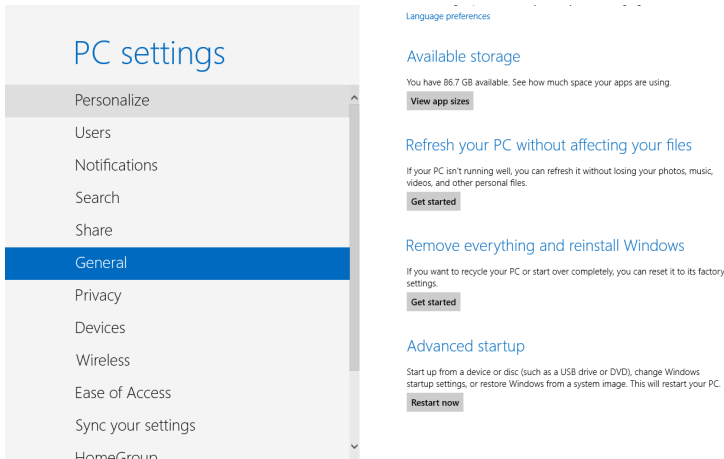 PC settings
Personalize
Users
Notifications
Search
Share
General
Privacy
Devices
Wireless
Ease of Access
Sync your settings
HomeGroup
Language preferences
Available storage
You have 86.7 GB available. See how much space your apps are using.
View app sizes
Refresh your PC without affecting your files
If your PC isn't running well, you can refresh it without losing your photos, music,
videos, and other personal files.
Get started
Remove everything and reinstall Windows
If you want to recycle your PC or start over completely, you can reset it to its factory
settings.
Get started
Advanced startup
Start up from a device or disc (such as a USB drive or DVD), change Windows
startup settings, or restore Windows from a system image. This will restart your PC.
Restart now